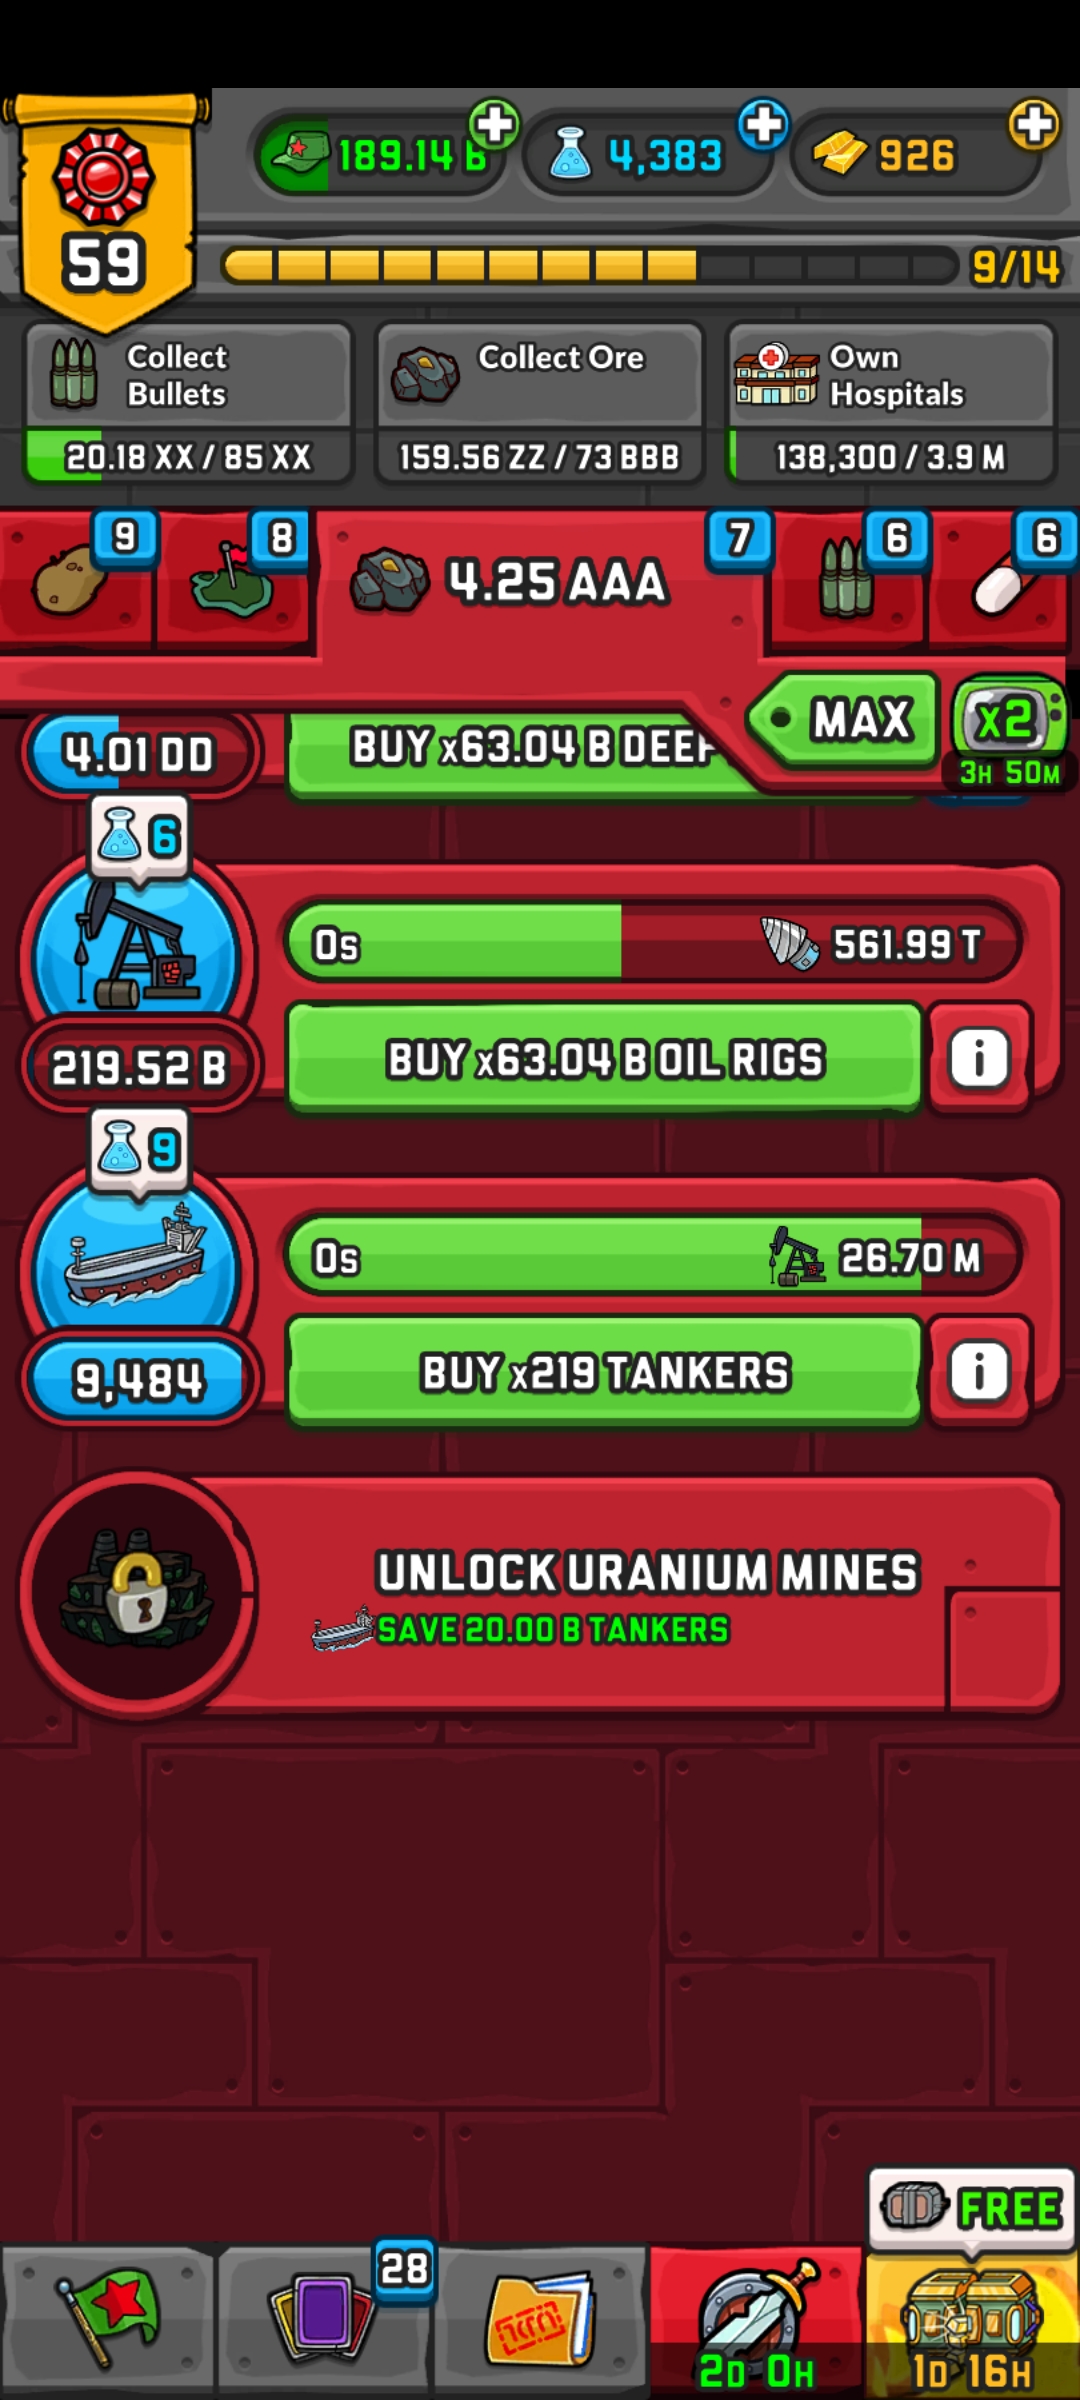 189.14 B
4,383
926
59
9/14
Collect
Bullets
20.18 XX / 85 XX
Collect Ore
159.56 ZZ / 73 BBB
Own
Hospitals
138,300 / 3.9 M
9
8
4.25 AAA
7
6
6
MAX
x2
3H 50M
4.01 DD
BUY x63.04 B DEEP
6
0s
561.99 T
219.52 B
BUY x63.04 B OIL RIGS
i
9
0s
26.70 M
9,484
BUY x219 TANKERS
i
UNLOCK URANIUM MINES
SAVE 20.00 B TANKERS
FREE
28
2D 0H
1D 16H